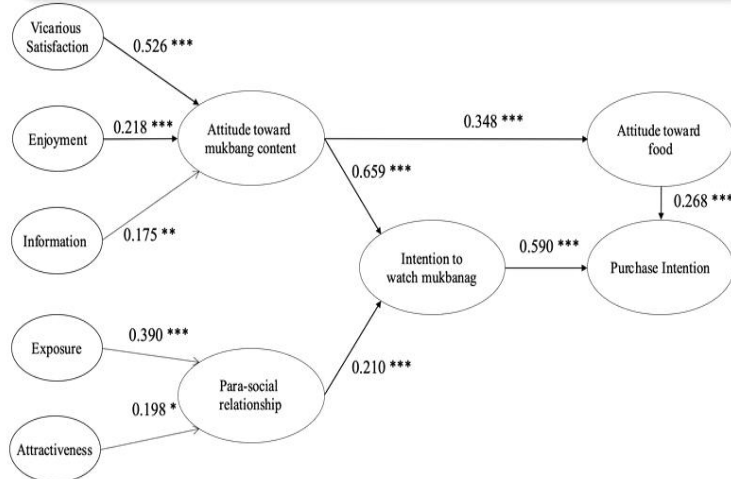 Vicarious
Satisfaction
0.526 ***
Enjoyment
0.218 ***
Attitude toward
mukbang content
0.348 ***
Attitude toward
food
0.659 ***
0.268 ***
Information
0.175 **
Intention to
watch mukbanag
0.590 ***
Purchase Intention
Exposure
0.390 ***
Para-social
relationship
0.210 ***
0.198 *
Attractiveness